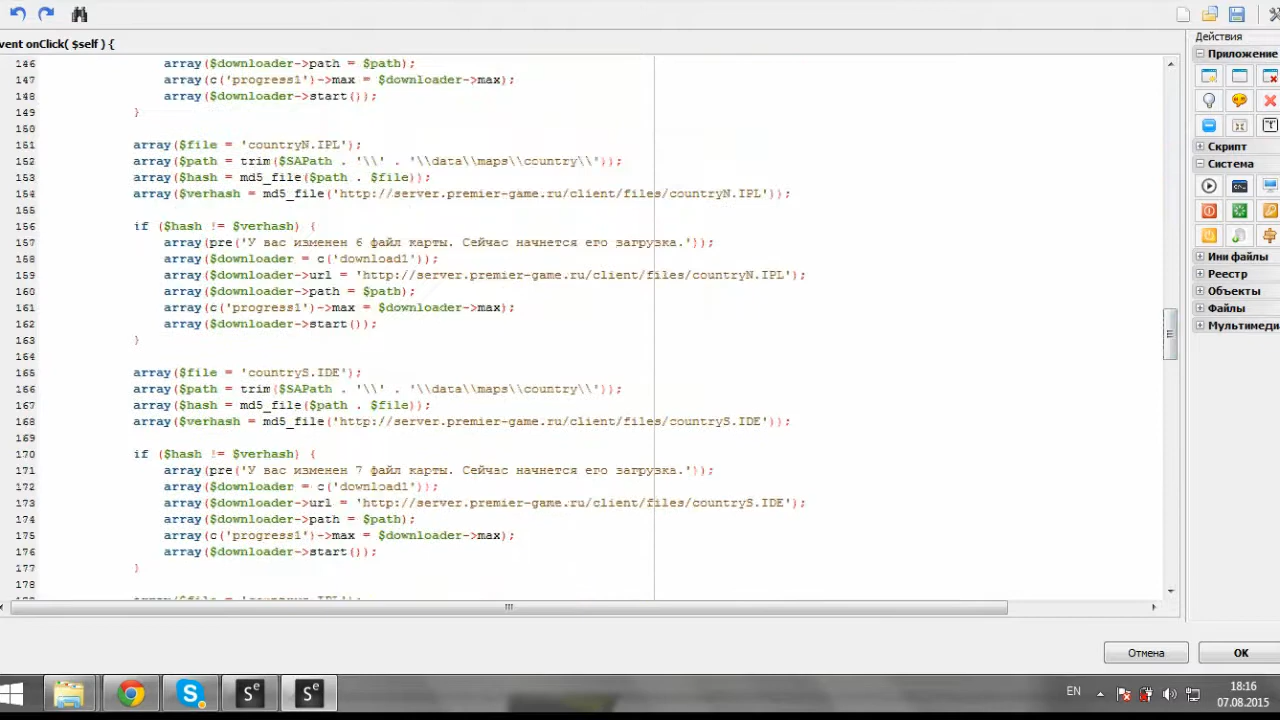 vent onClick( $self ) {
Действия
Приложение
146 array($downloader->path = $path);
147 array(c('progress1')->max = $downloader->max);
148 array($downloader->start());
149 }
150
151 array($file = 'countryN.IPL');
152 array($path = trim($SAPath . '\\' . '\\data\\maps\\country\\'));
153 array($hash = md5_file($path . $file));
154 array($verhash = md5_file('http://server.premier-game.ru/client/files/countryN.IPL'));
155
156 if ($hash != $verhash) {
157 array(pre('У вас изменен 6 файл карты. Сейчас начнется его загрузка.'));
158 array($downloader = c('download1'));
159 array($downloader->url = 'http://server.premier-game.ru/client/files/countryN.IPL');
160 array($downloader->path = $path);
161 array(c('progress1')->max = $downloader->max);
162 array($downloader->start());
163 }
164
165 array($file = 'countryS.IDE');
166 array($path = trim($SAPath . '\\' . '\\data\\maps\\country\\'));
167 array($hash = md5_file($path . $file));
168 array($verhash = md5_file('http://server.premier-game.ru/client/files/countryS.IDE'));
169
170 if ($hash != $verhash) {
171 array(pre('У вас изменен 7 файл карты. Сейчас начнется его загрузка.'));
172 array($downloader = c('download1'));
173 array($downloader->url = 'http://server.premier-game.ru/client/files/countryS.IDE');
174 array($downloader->path = $path);
175 array(c('progress1')->max = $downloader->max);
176 array($downloader->start());
177 }
178
Скрипт
Система
Ини файлы
Реестр
Объекты
Файлы
Мультимеди
Отмена
OK
EN
18:16
07.08.2015